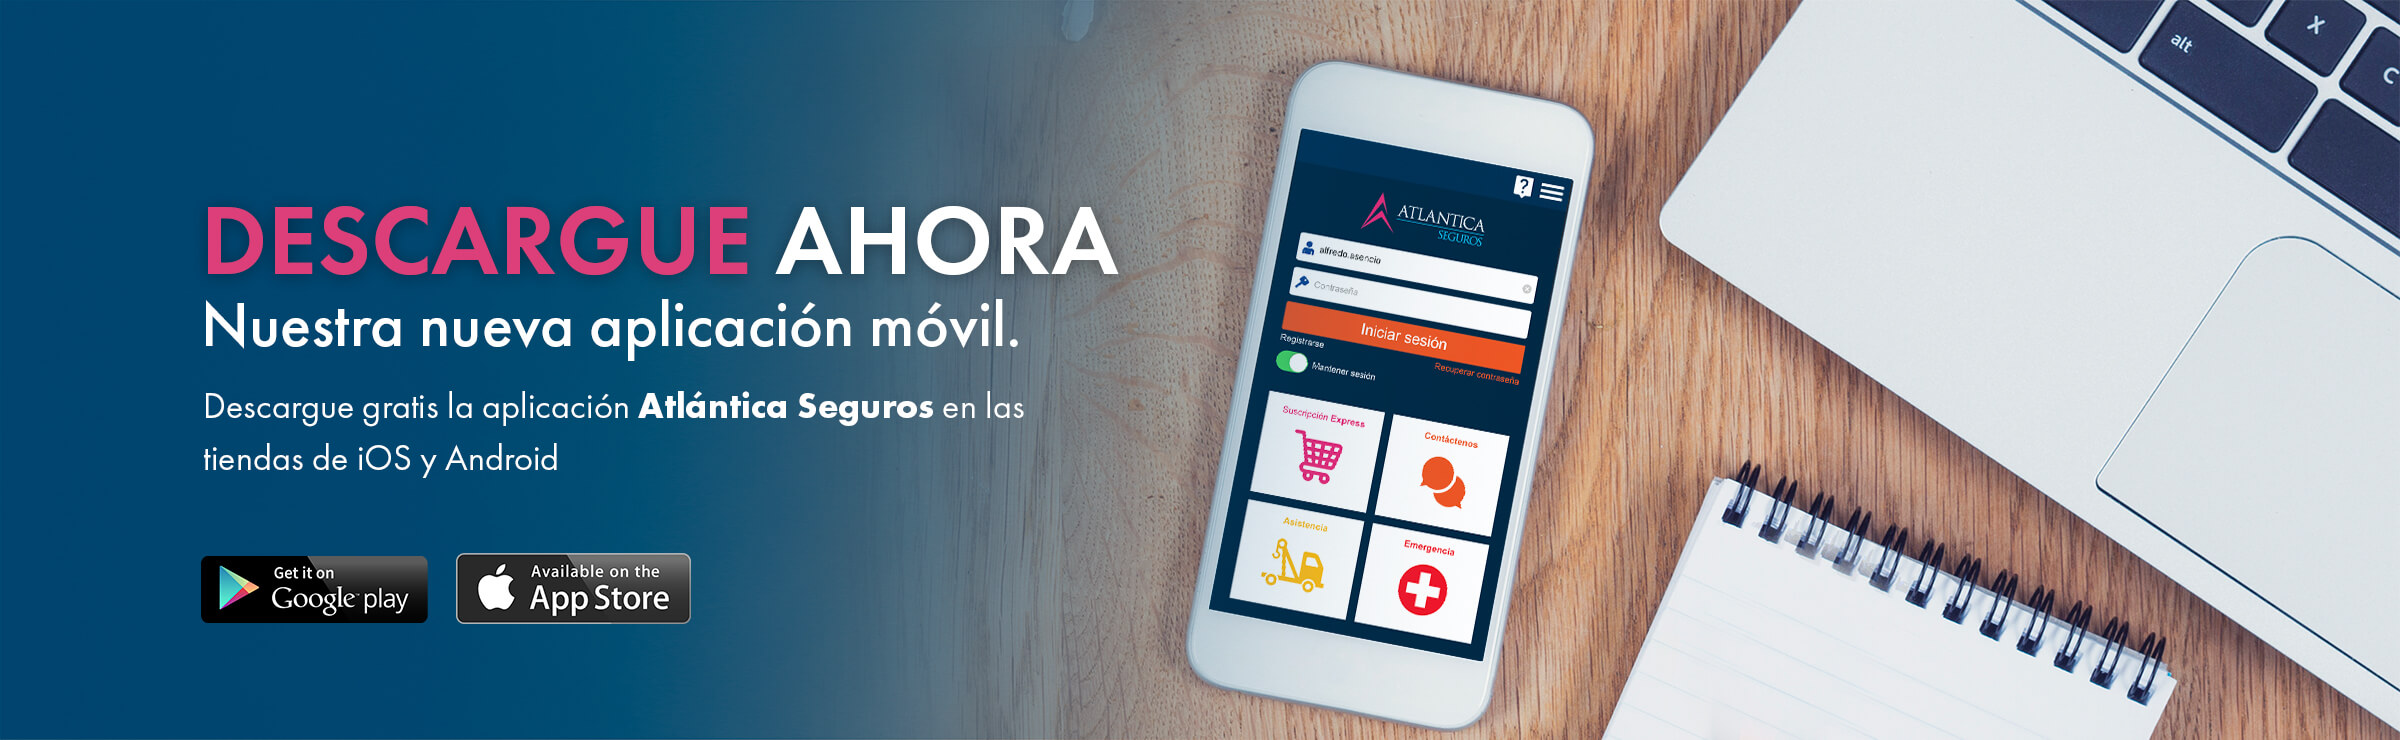 DESCARGUE AHORA
Nuestra nueva aplicación móvil.
Descargue gratis la aplicación Atlántica Seguros en las
tiendas de iOS y Android
Get it on
Google play
Available on the
App Store
?
ATLANTICA
SEGUROS
alfredo.asencio
Contraseña
Iniciar sesión
Registrarse
Recuperar contraseña
Mantener sesión
Suscripción Express
Contáctenos
Asistencia
Emergencia
alt
X
C